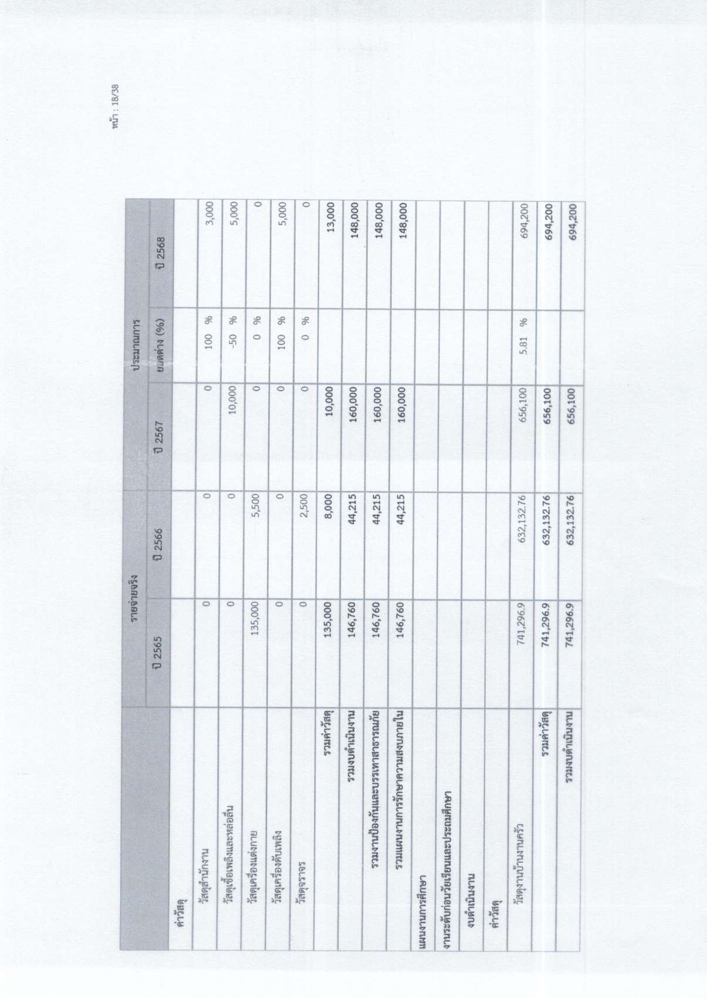 หน้า : 18/38
รายจ่ายจริง ประมาณการ
ปี 2565 ปี 2566 ปี 2567 ยอดต่าง (%) ปี 2568
ค่าวัสดุ
วัสดุสำนักงาน 0 0 0 100 % 3,000
วัสดุเชื้อเพลิงและหล่อลื่น 0 0 10,000 -50 % 5,000
วัสดุเครื่องแต่งกาย 135,000 5,500 0 0 % 0
วัสดุเครื่องดับเพลิง 0 0 0 100 % 5,000
วัสดุจราจร 0 2,500 0 0 % 0
รวมค่าวัสดุ 135,000 8,000 10,000 13,000
รวมงบดำเนินงาน 146,760 44,215 160,000 148,000
รวมงานป้องกันและบรรเทาสาธารณภัย 146,760 44,215 160,000 148,000
รวมแผนงานการรักษาความสงบภายใน 146,760 44,215 160,000 148,000
แผนงานการศึกษา
งานระดับก่อนวัยเรียนและประถมศึกษา
งบดำเนินงาน
ค่าวัสดุ
วัสดุงานบ้านงานครัว 741,296.9 632,132.76 656,100 5.81 % 694,200
รวมค่าวัสดุ 741,296.9 632,132.76 656,100 694,200
รวมงบดำเนินงาน 741,296.9 632,132.76 656,100 694,200